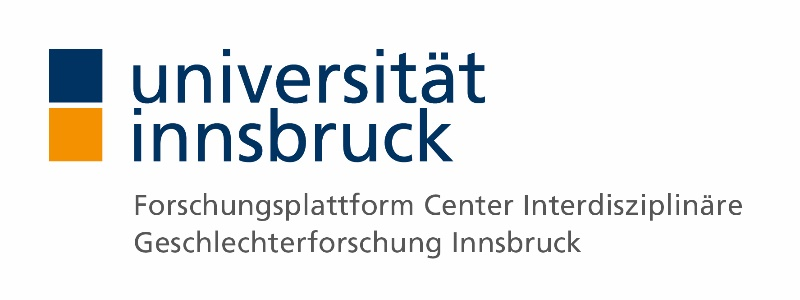 universität
innsbruck
Forschungsplattform Center Interdisziplinäre
Geschlechterforschung Innsbruck